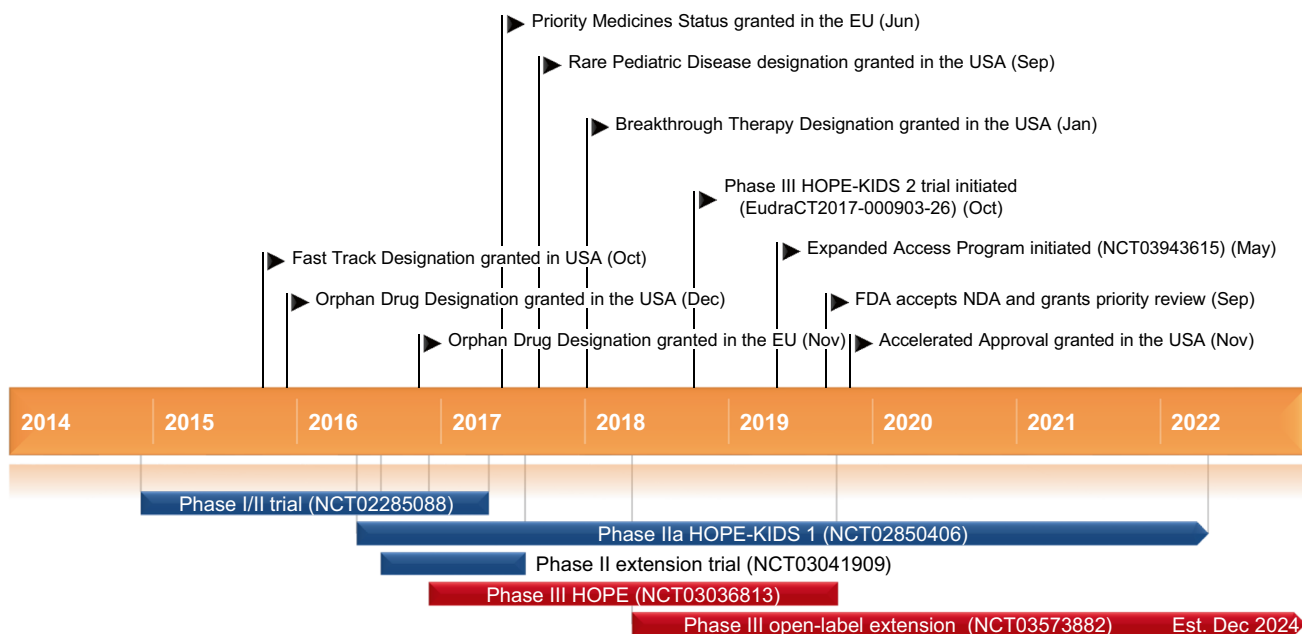 Priority Medicines Status granted in the EU (Jun)
Rare Pediatric Disease designation granted in the USA (Sep)
Breakthrough Therapy Designation granted in the USA (Jan)
Phase III HOPE-KIDS 2 trial initiated
(EudraCT2017-000903-26) (Oct)
Expanded Access Program initiated (NCT03943615) (May)
Fast Track Designation granted in USA (Oct)
Orphan Drug Designation granted in the USA (Dec)
FDA accepts NDA and grants priority review (Sep)
Orphan Drug Designation granted in the EU (Nov)
Accelerated Approval granted in the USA (Nov)
2014 2015 2016 2017 2018 2019 2020 2021 2022
Phase I/II trial (NCT02285088)
Phase IIa HOPE-KIDS 1 (NCT02850406)
Phase II extension trial (NCT03041909)
Phase III HOPE (NCT03036813)
Phase III open-label extension (NCT03573882) Est. Dec 2024